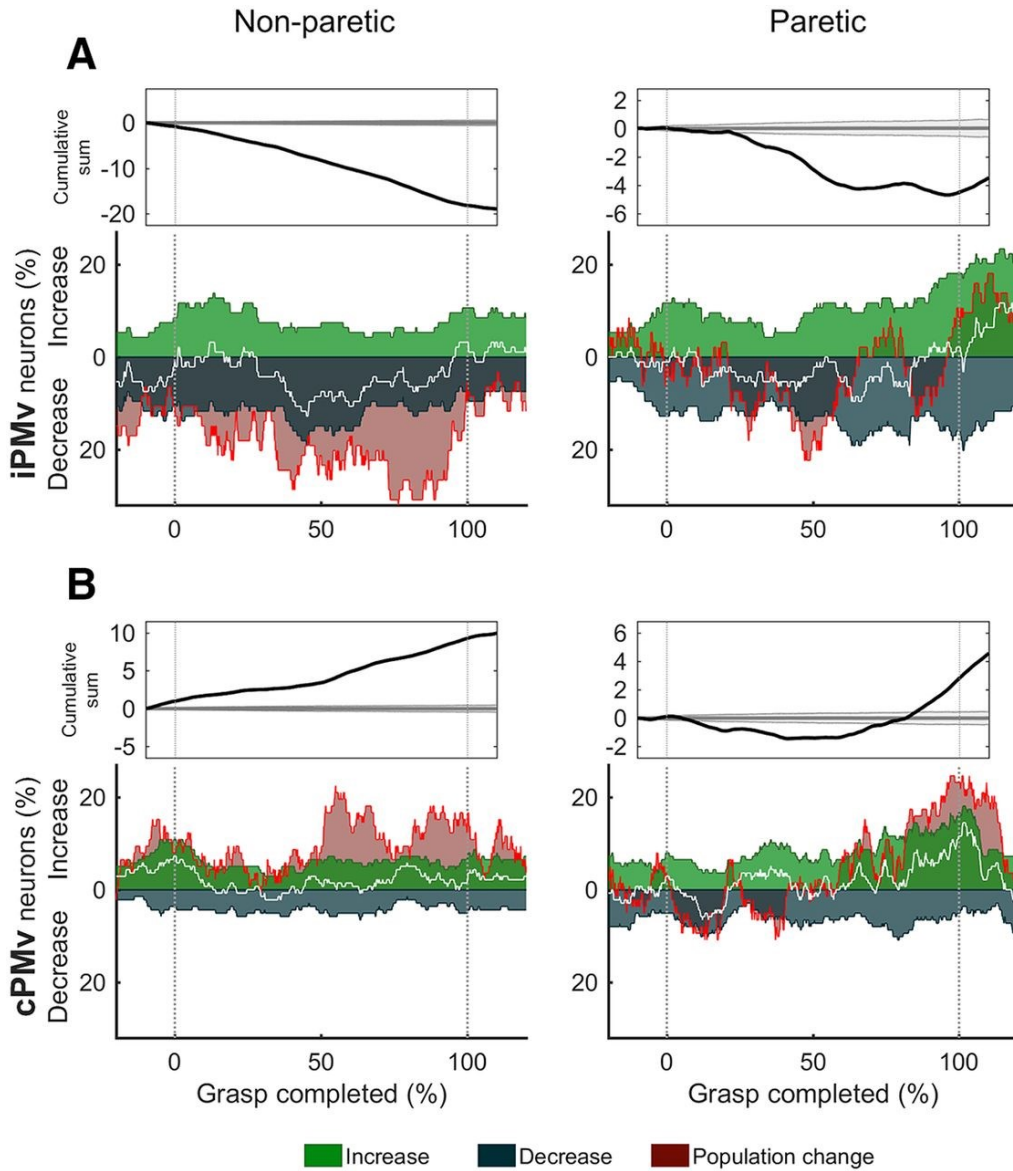 Non-paretic Paretic
A
Cumulative sum
0
-10
-20
2
0
-2
-4
-6
iPMv neurons (%)
Decrease Increase
20
0
20
20
0
20
0 50 100 0 50 100
B
Cumulative sum
10
5
0
-5
6
4
2
0
-2
cPMv neurons (%)
Decrease Increase
20
0
20
20
0
20
0 50 100 0 50 100
Grasp completed (%) Grasp completed (%)
Increase Decrease Population change